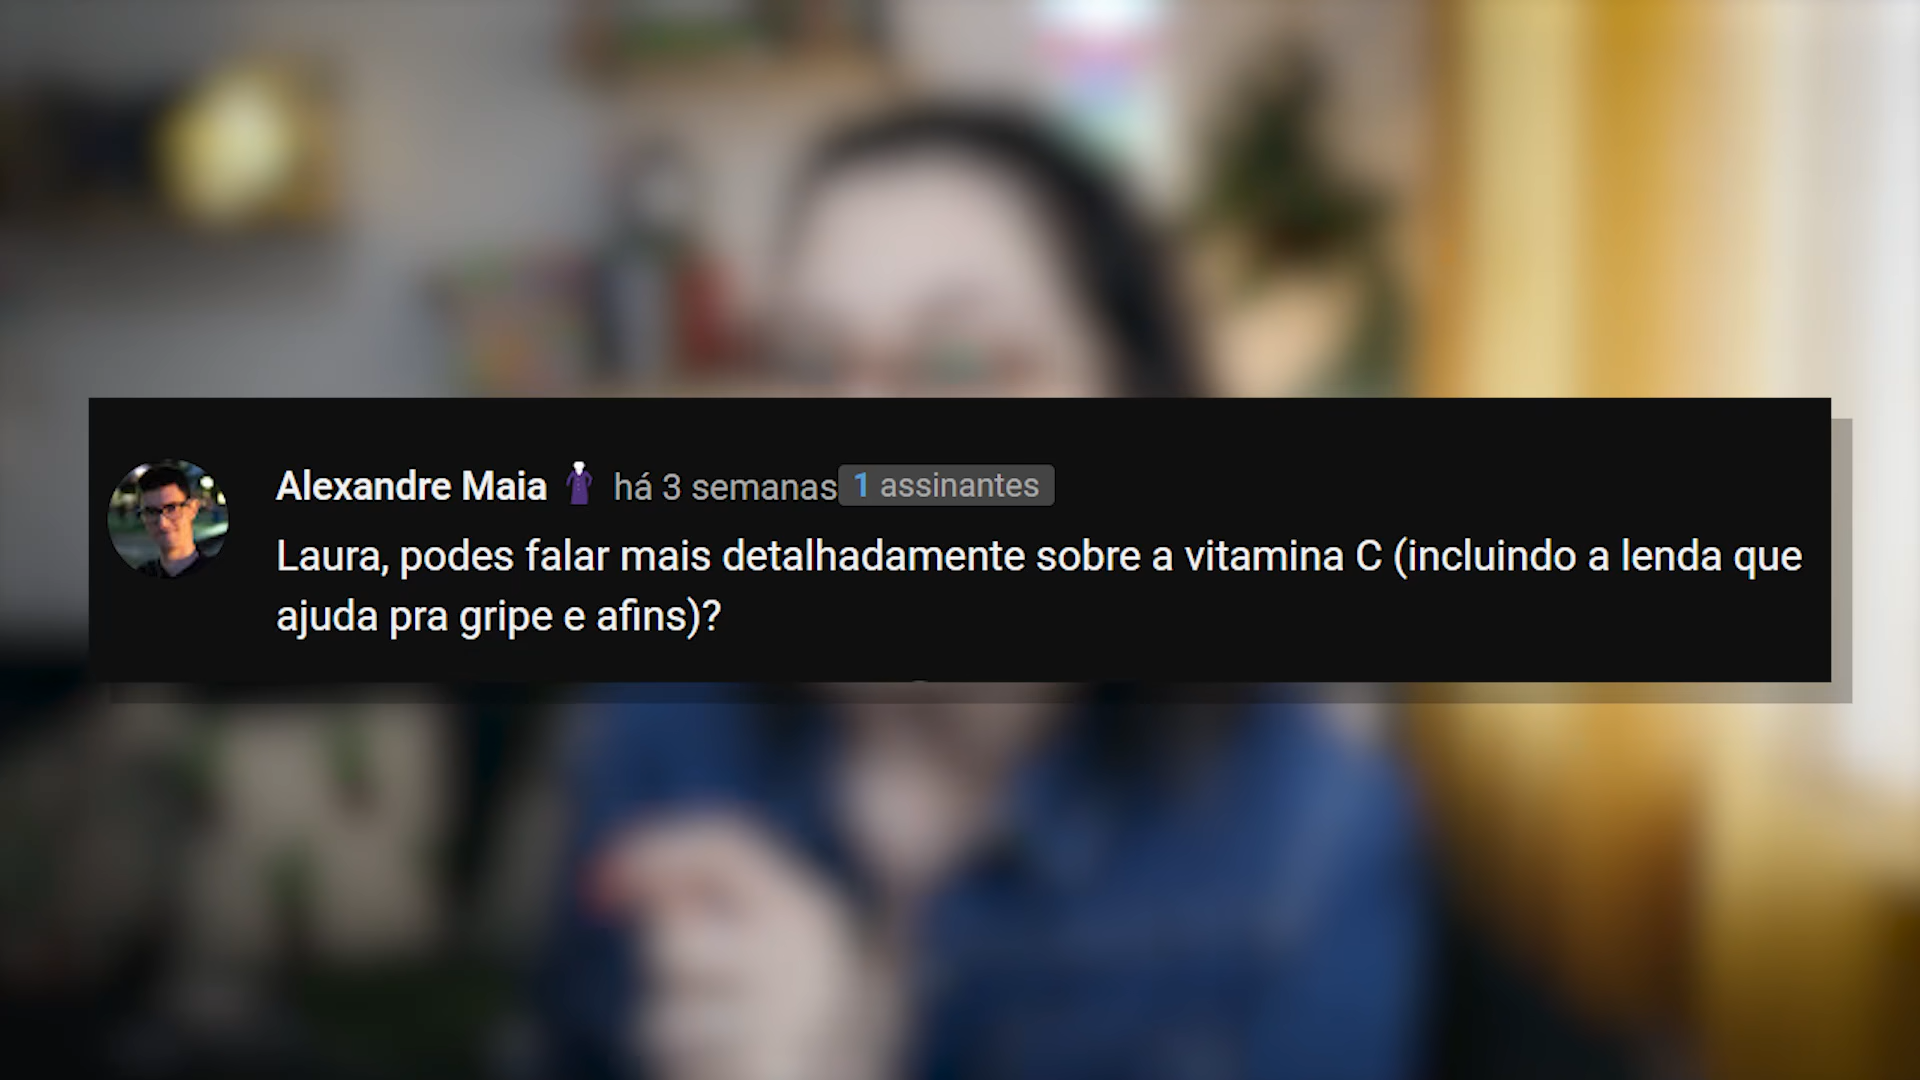 Alexandre Maia há 3 semanas 1 assinantes
Laura, podes falar mais detalhadamente sobre a vitamina C (incluindo a lenda que
ajuda pra gripe e afins)?